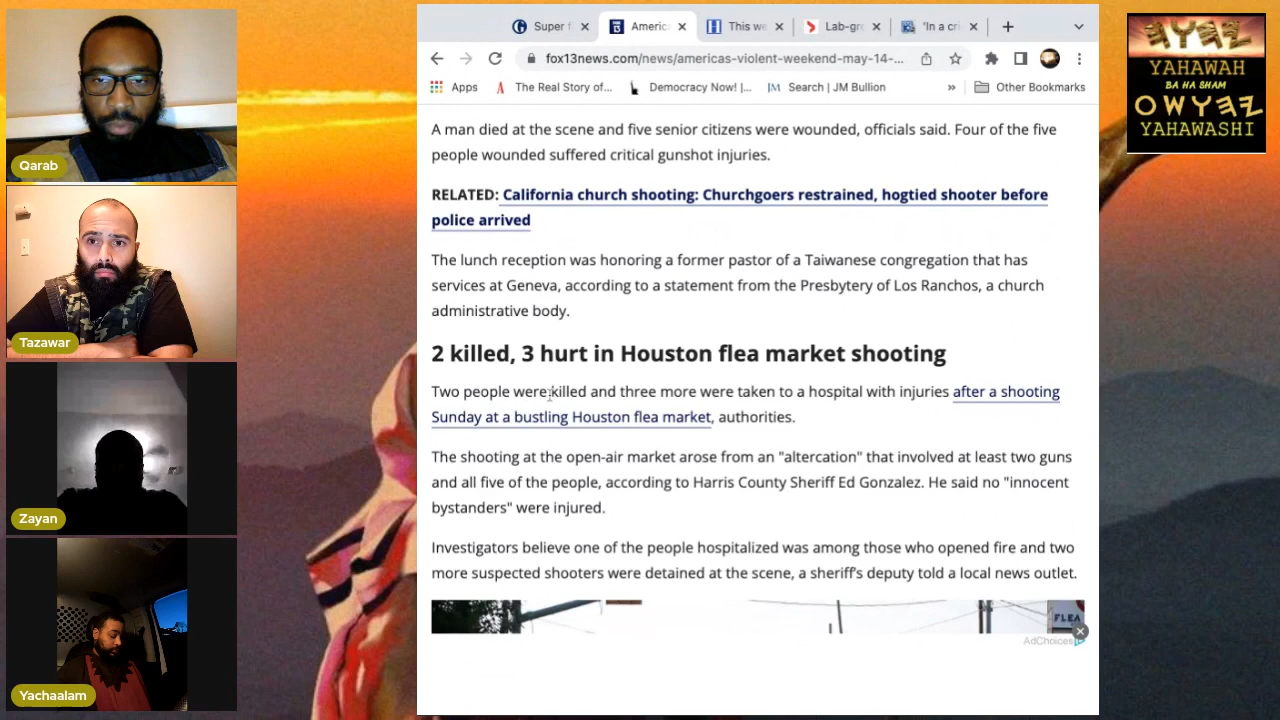 Qarab
Tazawar
Zayan
Yachaalam
Super
Americ
This we
Lab-gr
"In a cri
fox13news.com/news/americas-violent-weekend-may-14-...
Apps
The Real Story of...
Democracy Now! |...
Search | JM Bullion
»
Other Bookmarks
A man died at the scene and five senior citizens were wounded, officials said. Four of the five
people wounded suffered critical gunshot injuries.
RELATED: California church shooting: Churchgoers restrained, hogtied shooter before
police arrived
The lunch reception was honoring a former pastor of a Taiwanese congregation that has
services at Geneva, according to a statement from the Presbytery of Los Ranchos, a church
administrative body.
2 killed, 3 hurt in Houston flea market shooting
Two people were killed and three more were taken to a hospital with injuries after a shooting
Sunday at a bustling Houston flea market, authorities.
The shooting at the open-air market arose from an "altercation" that involved at least two guns
and all five of the people, according to Harris County Sheriff Ed Gonzalez. He said no "innocent
bystanders" were injured.
Investigators believe one of the people hospitalized was among those who opened fire and two
more suspected shooters were detained at the scene, a sheriff's deputy told a local news outlet.
FLEA
AdChoices
YAHAWAH
BA HA SHAM
YAHAWASHI